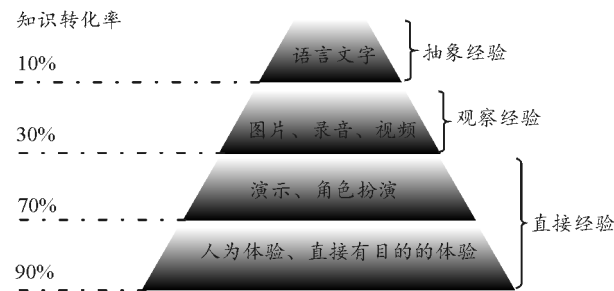 知识转化率
语言文字
抽象经验
10%
图片、录音、视频
观察经验
30%
演示、角色扮演
70%
直接经验
人为体验、直接有目的的体验
90%